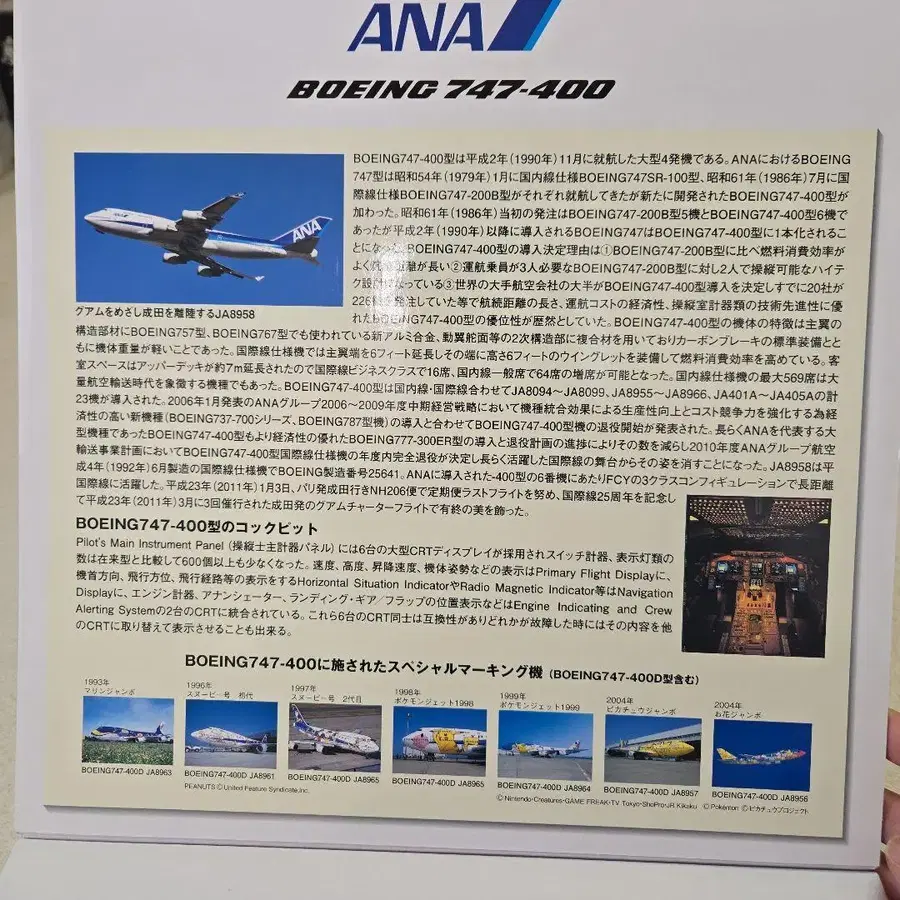 ANA
BOEING 747-400
BOEING747-400型は平成2年(1990年)11月に就航した大型4発機である。ANAにおけるBOEING
747型は昭和54年(1979年)1月に国内線仕様BOEING747SR-100型、昭和61年(1986年)7月に国
際線仕様BOEING747-200B型がそれぞれ就航してきたが新たに開発されたBOEING747-400型が
加わった。昭和61年(1986年)当初の発注はBOEING747-200B型5機とBOEING747-400型6機で
あったが平成2年(1990年)以降に導入されるBOEING747はBOEING747-400型に1本化されるこ
とになった。BOEING747-400型の導入決定理由は①BOEING747-200B型に比べ燃料消費効率が
よく 距離が長い②運航乗員が3人必要なBOEING747-200B型に対し2人で操縦可能なハイテ
ク設 になっている③世界の大手航空会社の大半がBOEING747-400型導入を決定しすでに20社が
226 発注していた等で航続距離の長さ、運航コストの経済性、操縦室計器類の技術先進性に優
れたBOEING747-400型の優位性が歴然としていた。BOEING747-400型の機体の特徴は主翼の
グアムをめざし成田を離陸するJA8958
構造部材にBOEING757型、BOEING767型でも使われている新アルミ合金、動翼舵面等の2次構造部に複合材を用いておりカーボンブレーキの標準装備とと
もに機体重量が軽いことであった。国際線仕様機では主翼端を6フィート延長しその端に高さ6フィートのウイングレットを装備して燃料消費効率を高めている。客
室スペースはアッパーデッキが約7m延長されたので国際線ビジネスクラスで16席、国内線一般席で64席の増席が可能となった。国内線仕様機の最大569席は大
量航空輸送時代を象徴する機種でもあった。BOEING747-400型は国内線・国際線合わせてJA8094～JA8099、JA8955～JA8966、JA401A～JA405Aの計
23機が導入された。2006年1月発表のANAグループ2006～2009年度中期経営戦略において機種統合効果による生産性向上とコスト競争力を強化する為経
済性の高い新機種(BOEING737-700シリーズ、BOEING787型機)の導入と合わせてBOEING747-400型機の退役開始が発表された。長らくANAを代表する大
型機種であったBOEING747-400型もより経済性の優れたBOEING777-300ER型の導入と退役計画の進捗によりその数を減らし2010年度ANAグループ航空
輸送事業計画においてBOEING747-400型国際線仕様機の年度内完全退役が決定し長らく活躍した国際線の舞台からその姿を消すことになった。JA8958は平
成4年(1992年)6月製造の国際線仕様機でBOEING製造番号25641。ANAに導入された-400型の6番機にあたりFCYの3クラスコンフィギュレーションで長距離
国際線に活躍した。平成23年(2011年)1月3日、パリ発成田行きNH206便で定期便ラストフライトを努め、国際線25周年を記念し
て平成23年(2011年)3月に3回催行された成田発のグアムチャーターフライトで有終の美を飾った。
BOEING747-400型のコックピット
Pilot's Main Instrument Panel (操縦士主計器パネル)には6台の大型CRTディスプレイが採用されスイッチ計器、表示灯類の
数は在来型と比較して600個以上も少なくなった。速度、高度、昇降速度、機体姿勢などの表示はPrimary Flight Displayに、
機首方向、飛行方位、飛行経路等の表示をするHorizontal Situation IndicatorやRadio Magnetic Indicator等はNavigation
Displayに、エンジン計器、アナンシェーター、ランディング・ギア/フラップの位置表示などはEngine Indicating and Crew
Alerting Systemの2台のCRTに統合されている。これら6台のCRT同士は互換性がありどれかが故障した時にはその内容を他
のCRTに取り替えて表示させることも出来る。
BOEING747-400に施されたスペシャルマーキング機 (BOEING747-400D型含む)
1993年
マリンジャンボ
BOEING747-400D JA8963
1996年
スヌーピー号 初代
BOEING747-400D JA8961
1997年
スヌーピー号 2代目
BOEING747-400D JA8965
1998年
ポケモンジェット1998
BOEING747-400D JA8965
1999年
ポケモンジェット1999
BOEING747-400D JA8964
2004年
ピカチュウジャンボ
BOEING747-400D JA8957
2004年
お花ジャンボ
BOEING747-400D JA8956
PEANUTS © United Feature Syndicate,Inc.
©Nintendo・Creatures・GAME FREAK・TV Tokyo・ShoPro・JR Kikaku ©Pokémon ©ピカチュウプロジェクト